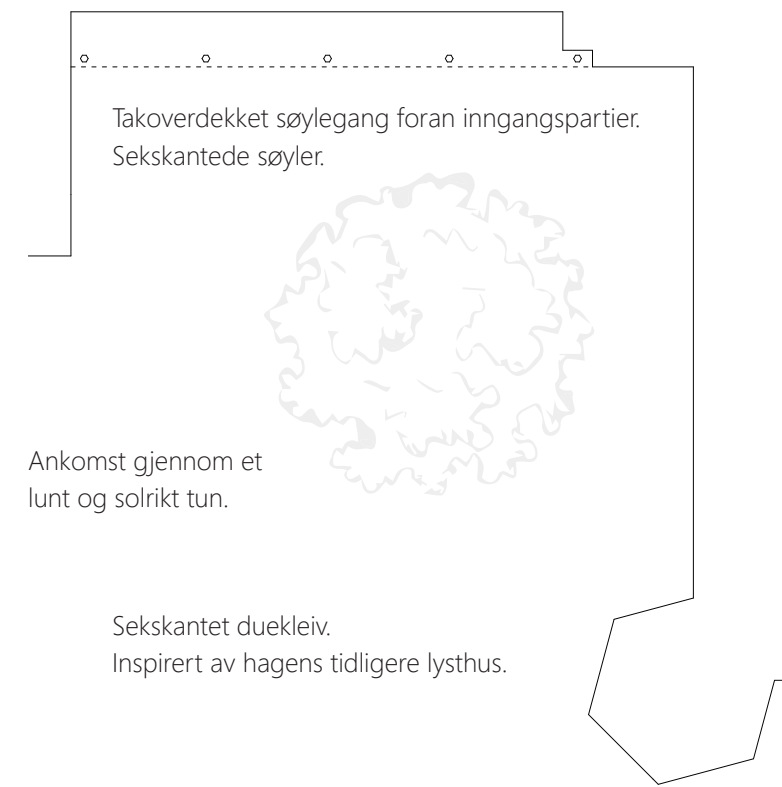 Takoverdekket søylegang foran inngangspartier.
Sekskantede søyler.
Ankomst gjennom et
lunt og solrikt tun.
Sekskantet duekleiv.
Inspirert av hagens tidligere lysthus.